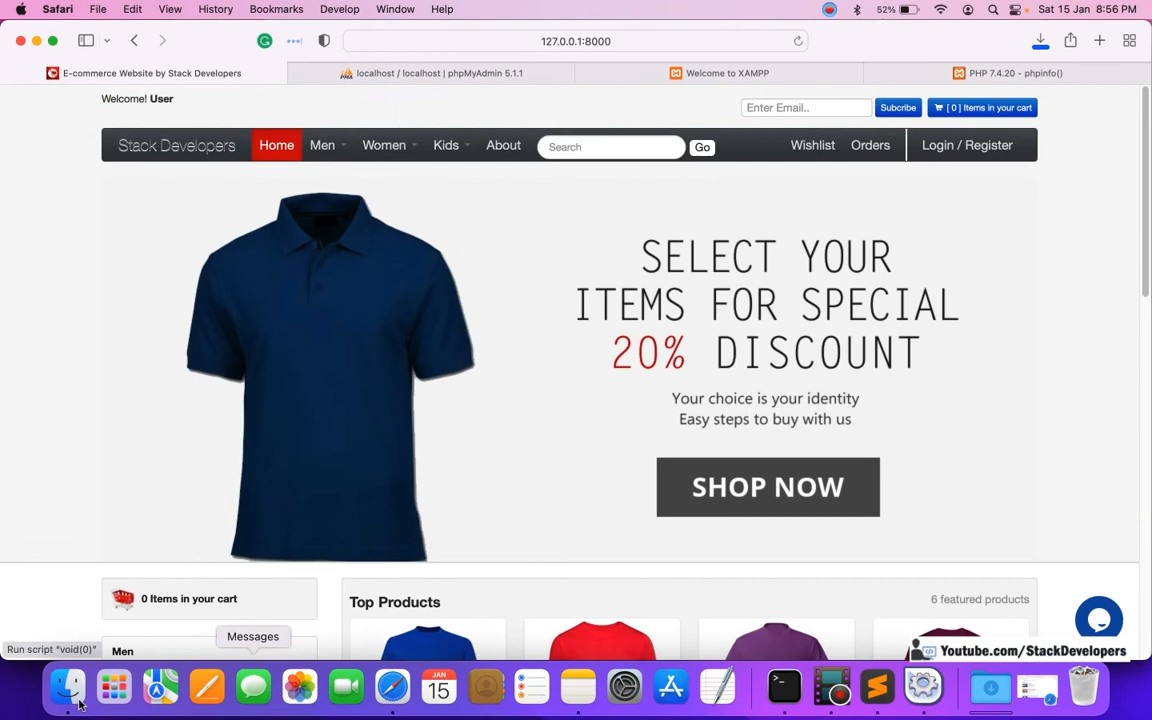 Safari File Edit View History Bookmarks Develop Window Help 52% Sat 15 Jan 8:56 PM
127.0.0.1:8000
E-commerce Website by Stack Developers localhost / localhost | phpMyAdmin 5.1.1 Welcome to XAMPP PHP 7.4.20 - phpinfo()
Welcome! User Enter Email.. Subcribe [ 0 ] Items in your cart
Stack Developers Home Men Women Kids About Search Go Wishlist Orders Login / Register
SELECT YOUR
ITEMS FOR SPECIAL
20% DISCOUNT
Your choice is your identity
Easy steps to buy with us
SHOP NOW
0 Items in your cart Top Products 6 featured products
Messages
Run script "void(0)" Men
Youtube.com/StackDevelopers
JAN
15